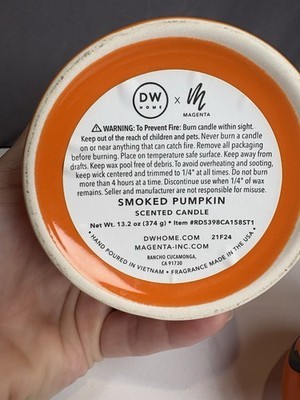 DW
HOME
x
M
MAGENTA
⚠ WARNING: To Prevent Fire: Burn candle within sight.
Keep out of the reach of children and pets. Never burn a candle
on or near anything that can catch fire. Remove all packaging
before burning. Place on temperature safe surface. Keep away from
drafts. Keep wax pool free of debris. To avoid overheating and sooting,
keep wick centered and trimmed to 1/4" at all times. Do not burn
more than 4 hours at a time. Discontinue use when 1/4" of wax
remains. Seller and manufacturer are not responsible for misuse.
SMOKED PUMPKIN
SCENTED CANDLE
Net Wt. 13.2 oz (374 g) • Item #RD5398CA158ST1
DWHOME.COM 21F24
MAGENTA-INC.COM
RANCHO CUCAMONGA,
CA 91730
• HAND POURED IN VIETNAM • FRAGRANCE MADE IN THE USA •